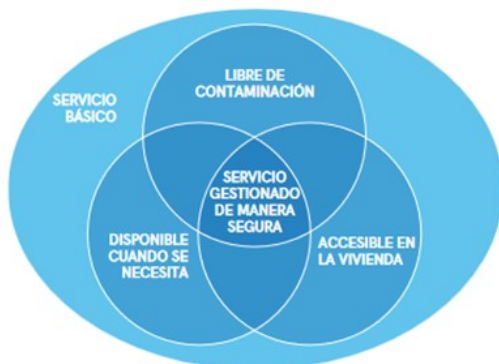 LIBRE DE
CONTAMINACIÓN
SERVICIO
BÁSICO
SERVICIO
GESTIONADO
DE MANERA
SEGURA
DISPONIBLE
CUANDO SE
NECESITA
ACCESIBLE EN
LA VIVIENDA